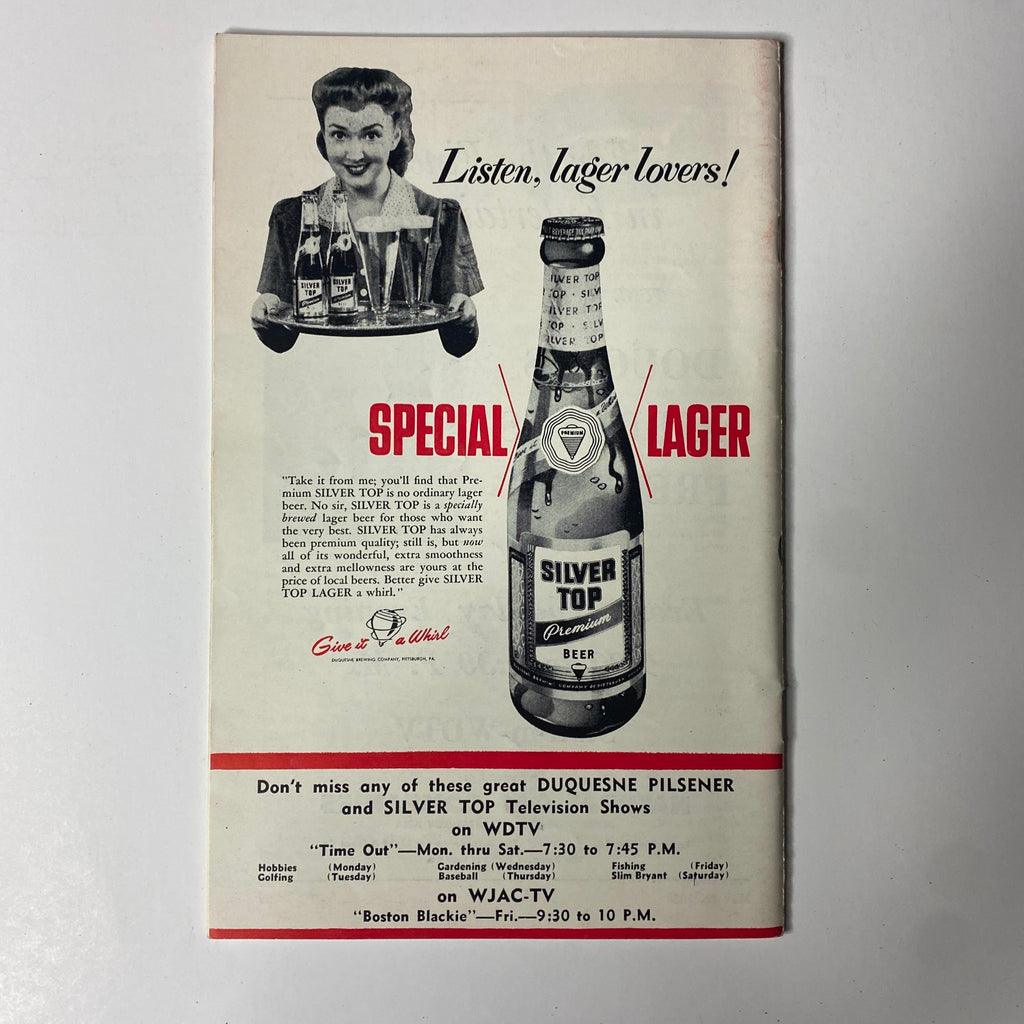 Listen, lager lovers!
SILVER TOP
SILVER TOP
SPECIAL LAGER
PREMIUM
"Take it from me; you'll find that Pre-
mium SILVER TOP is no ordinary lager
beer. No sir, SILVER TOP is a specially
brewed lager beer for those who want
the very best. SILVER TOP has always
been premium quality; still is, but now
all of its wonderful, extra smoothness
and extra mellowness are yours at the
price of local beers. Better give SILVER
TOP LAGER a whirl."
Give it a Whirl
DUQUESNE BREWING COMPANY, PITTSBURGH, PA.
SILVER
TOP
Premium
BEER
Don't miss any of these great DUQUESNE PILSENER
and SILVER TOP Television Shows
on WDTV
"Time Out"—Mon. thru Sat.—7:30 to 7:45 P.M.
Hobbies (Monday) Gardening (Wednesday) Fishing (Friday)
Golfing (Tuesday) Baseball (Thursday) Slim Bryant (Saturday)
on WJAC-TV
"Boston Blackie"—Fri.—9:30 to 10 P.M.